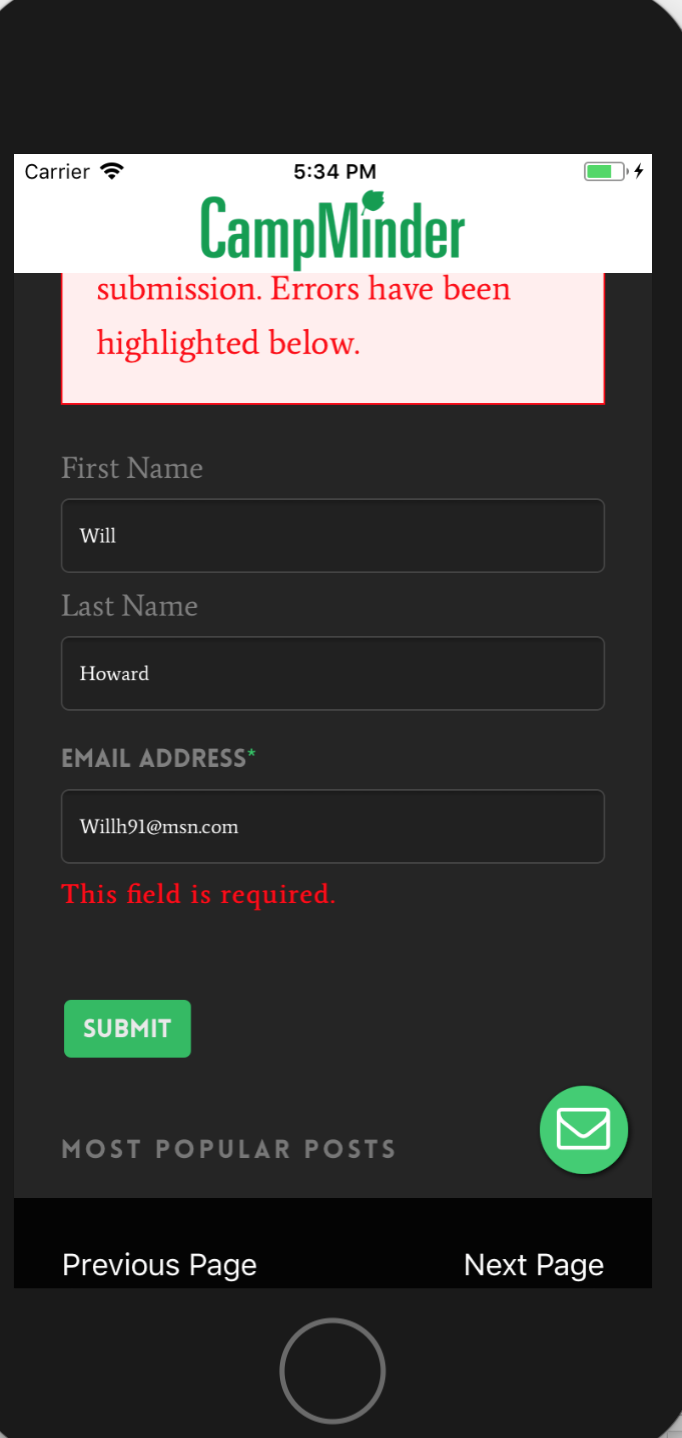 Carrier 5:34 PM
CampMinder
submission. Errors have been
highlighted below.
First Name
Will
Last Name
Howard
EMAIL ADDRESS*
Willh91@msn.com
This field is required.
SUBMIT
MOST POPULAR POSTS
Previous Page Next Page